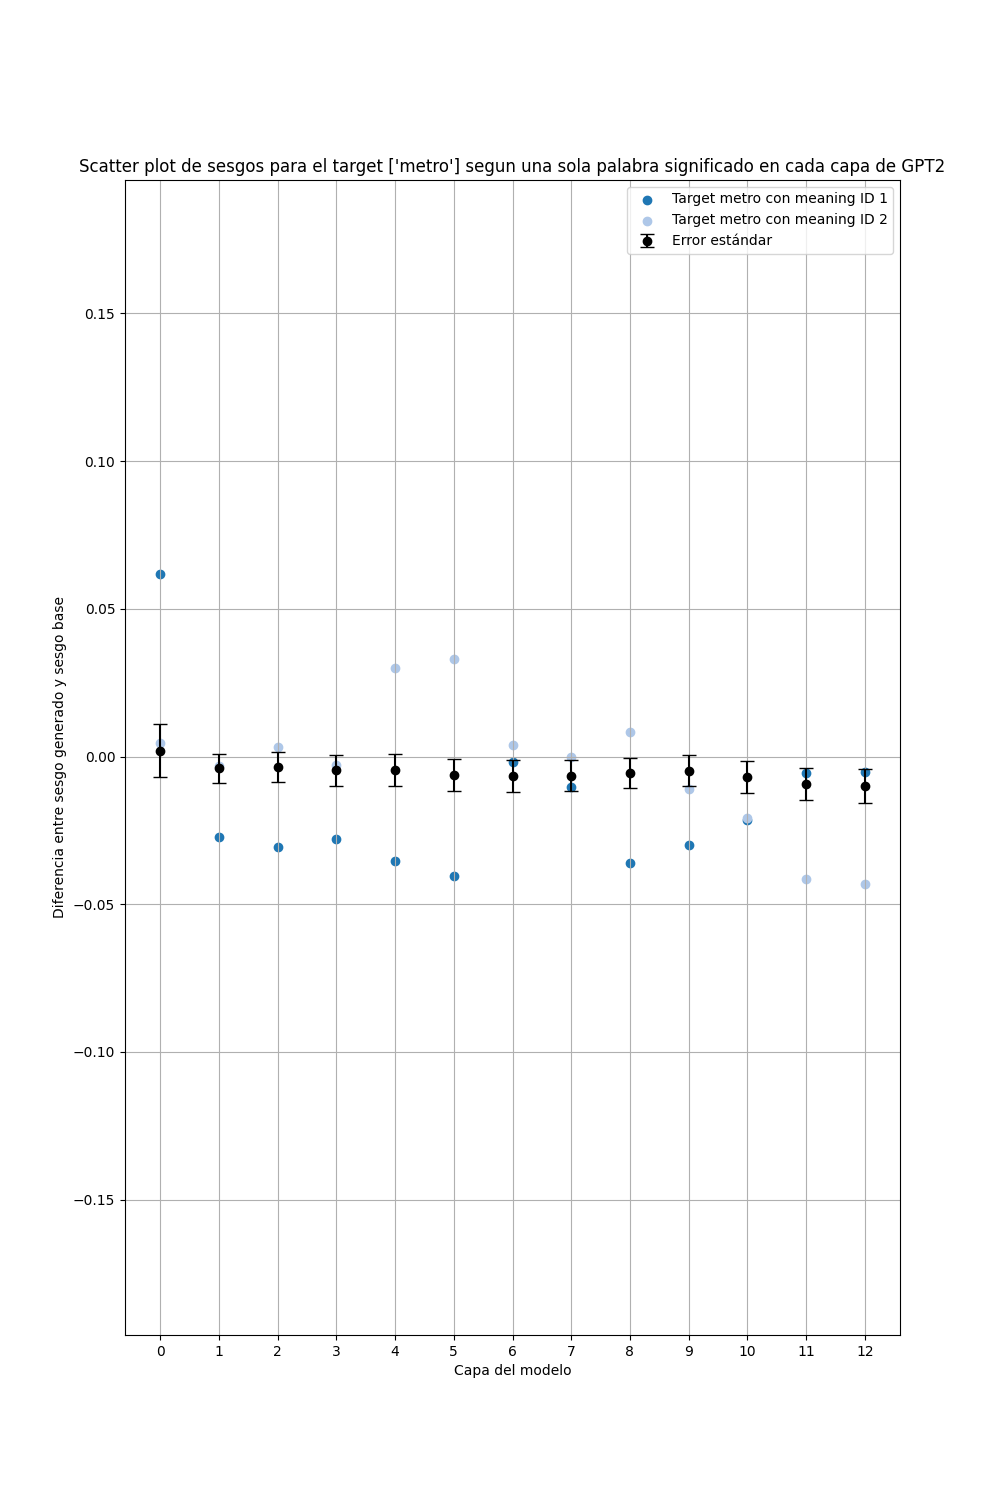 Scatter plot de sesgos para el target ['metro'] segun una sola palabra significado en cada capa de GPT2
Target metro con meaning ID 1
Target metro con meaning ID 2
Error estándar
Diferencia entre sesgo generado y sesgo base
0.15
0.10
0.05
0.00
−0.05
−0.10
−0.15
0 1 2 3 4 5 6 7 8 9 10 11 12
Capa del modelo